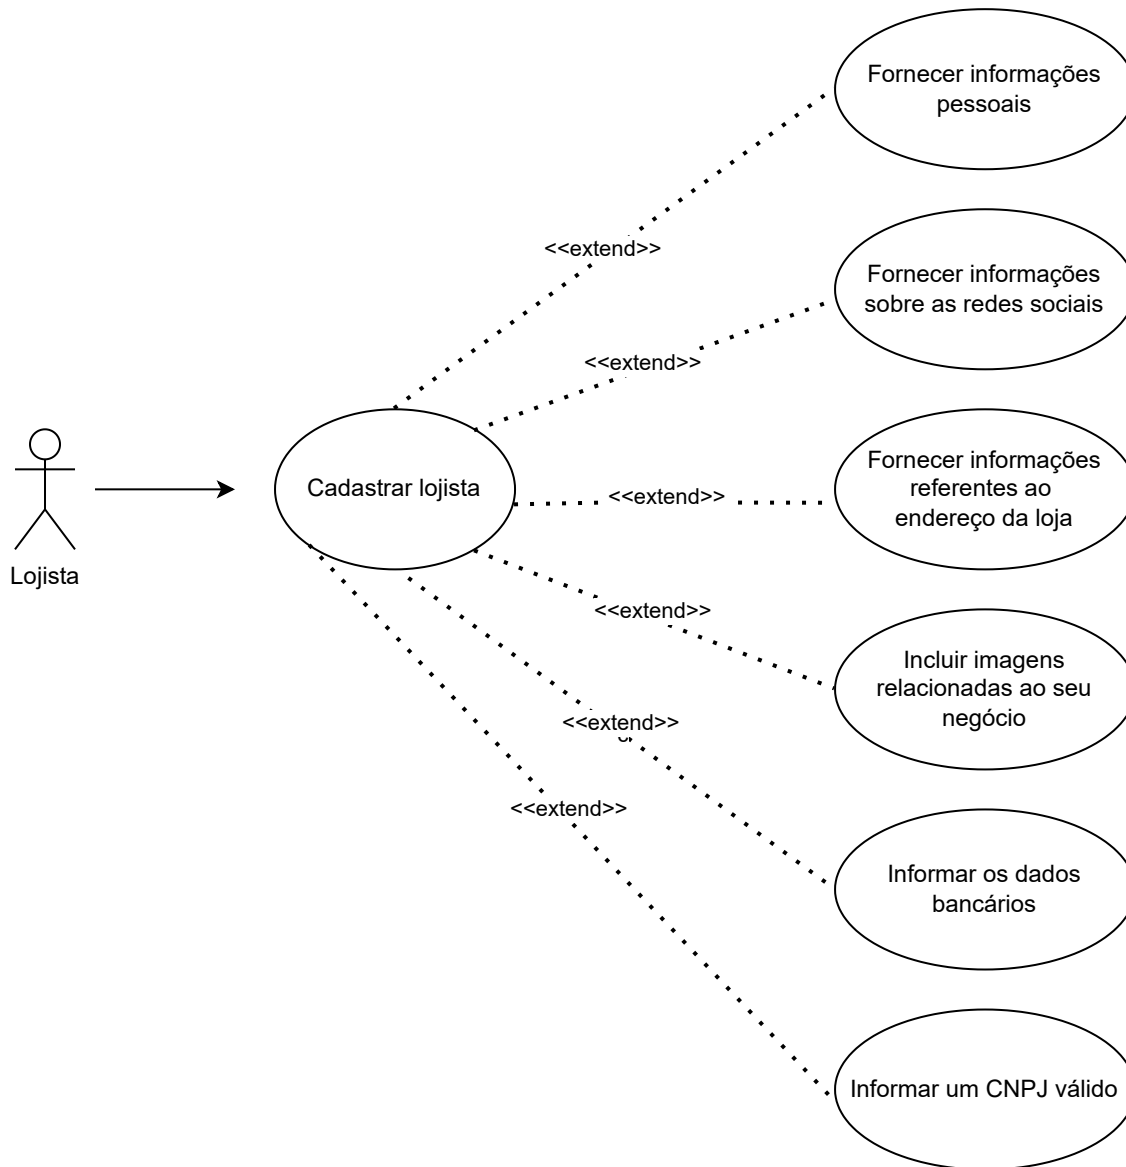 Fornecer informações
pessoais
<<extend>>
Fornecer informações
sobre as redes sociais
<<extend>>
Lojista
Cadastrar lojista
<<extend>>
Fornecer informações
referentes ao
endereço da loja
<<extend>>
Incluir imagens
relacionadas ao seu
negócio
<<extend>>
Informar os dados
bancários
<<extend>>
Informar um CNPJ válido